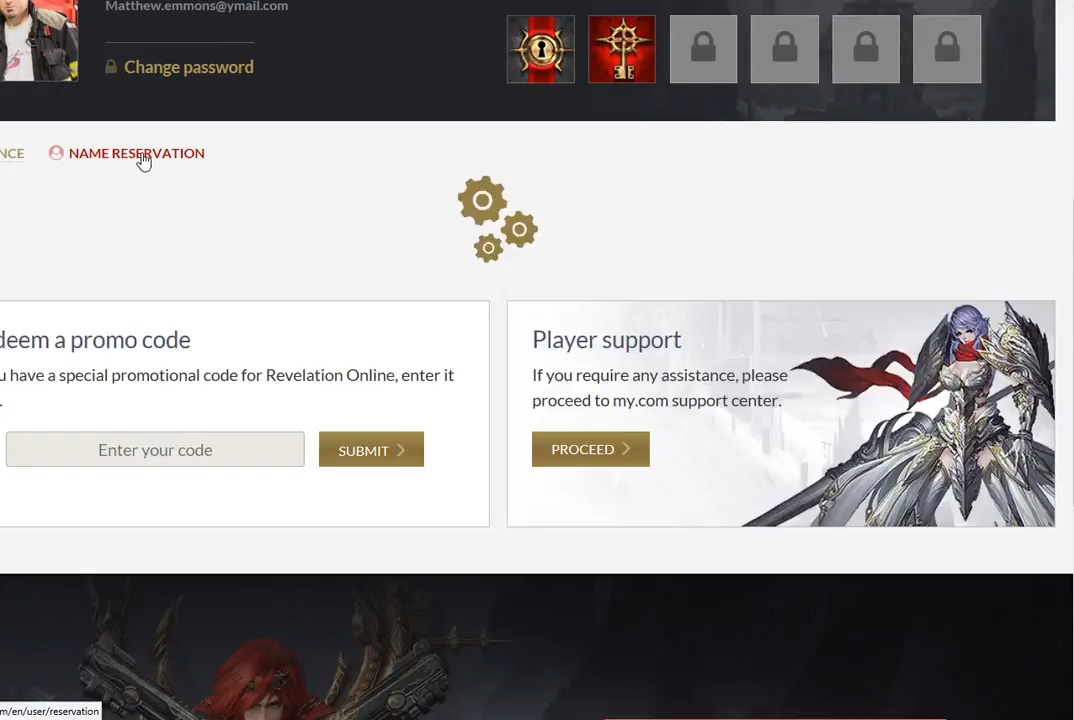 Matthew.emmons@ymail.com
Change password
NCE
NAME RESERVATION
deem a promo code
Player support
u have a special promotional code for Revelation Online, enter it
.
If you require any assistance, please
proceed to my.com support center.
Enter your code
SUBMIT
PROCEED
m/en/user/reservation